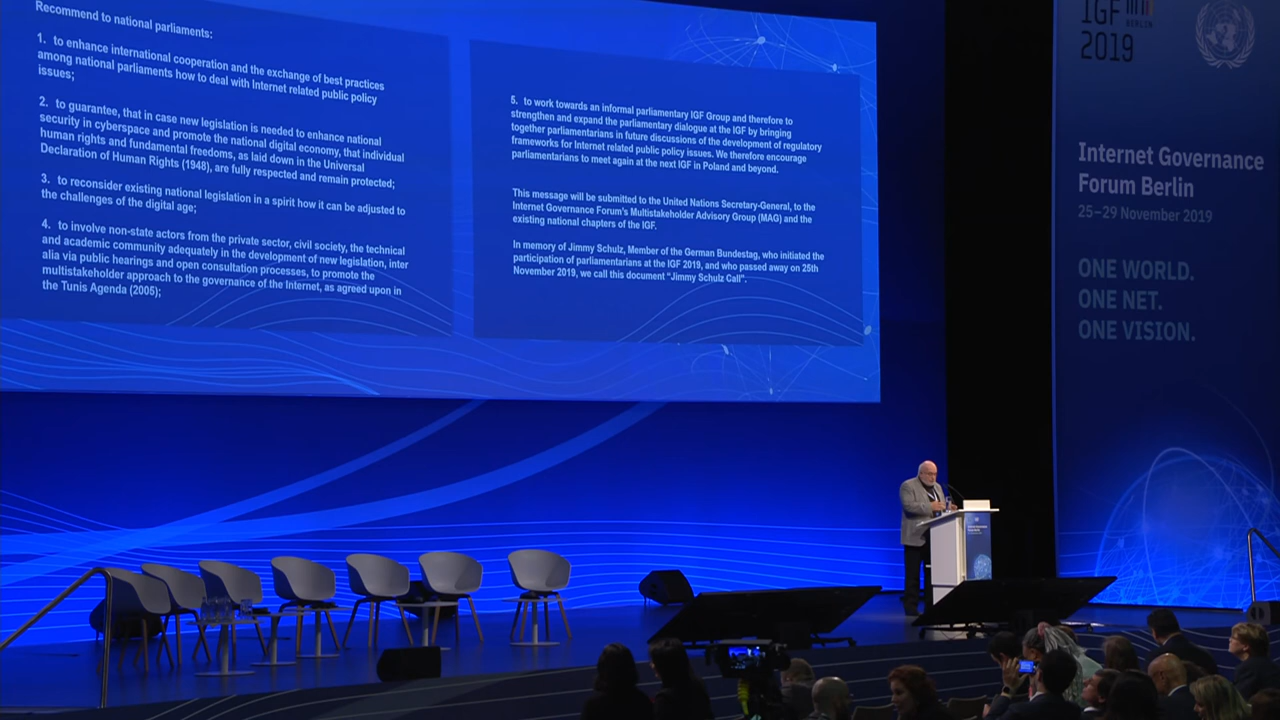 Recommend to national parliaments:
1. to enhance international cooperation and the exchange of best practices
among national parliaments how to deal with Internet related public policy
issues;
2. to guarantee, that in case new legislation is needed to enhance national
security in cyberspace and promote the national digital economy, that individual
human rights and fundamental freedoms, as laid down in the Universal
Declaration of Human Rights (1948), are fully respected and remain protected;
3. to reconsider existing national legislation in a spirit how it can be adjusted to
the challenges of the digital age;
4. to involve non-state actors from the private sector, civil society, the technical
and academic community adequately in the development of new legislation, inter
alia via public hearings and open consultation processes, to promote the
multistakeholder approach to the governance of the Internet, as agreed upon in
the Tunis Agenda (2005);
5. to work towards an informal parliamentary IGF Group and therefore to
strengthen and expand the parliamentary dialogue at the IGF by bringing
together parliamentarians in future discussions of the development of regulatory
frameworks for Internet related public policy issues. We therefore encourage
parliamentarians to meet again at the next IGF in Poland and beyond.
This message will be submitted to the United Nations Secretary-General, to the
Internet Governance Forum's Multistakeholder Advisory Group (MAG) and the
existing national chapters of the IGF.
In memory of Jimmy Schulz, Member of the German Bundestag, who initiated the
participation of parliamentarians at the IGF 2019, and who passed away on 25th
November 2019, we call this document "Jimmy Schulz Call".
IGF
BERLIN
2019
Internet Governance
Forum Berlin
25–29 November 2019
ONE WORLD.
ONE NET.
ONE VISION.